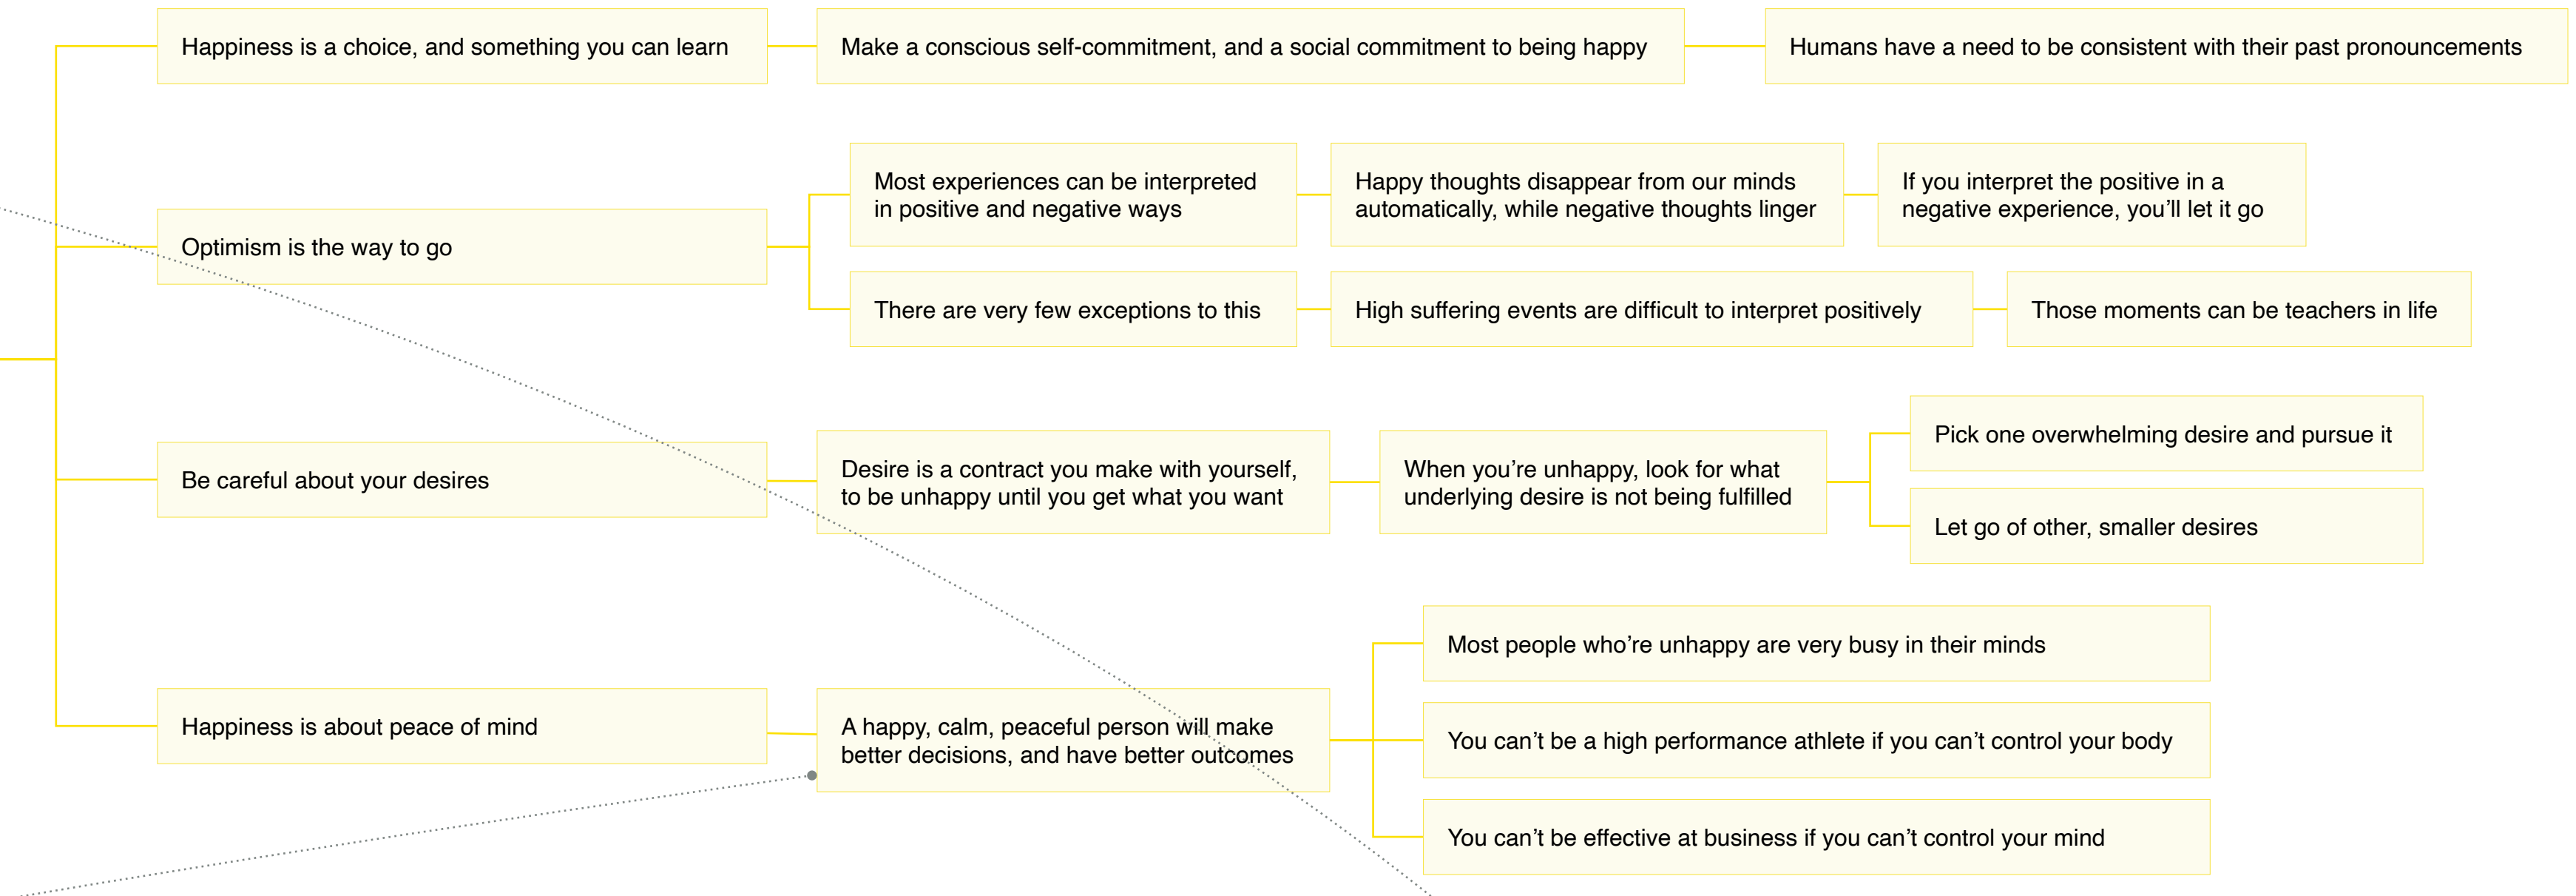 Happiness is a choice, and something you can learn
Make a conscious self-commitment, and a social commitment to being happy
Humans have a need to be consistent with their past pronouncements
Optimism is the way to go
Most experiences can be interpreted
in positive and negative ways
Happy thoughts disappear from our minds
automatically, while negative thoughts linger
If you interpret the positive in a
negative experience, you’ll let it go
There are very few exceptions to this
High suffering events are difficult to interpret positively
Those moments can be teachers in life
Be careful about your desires
Desire is a contract you make with yourself,
to be unhappy until you get what you want
When you’re unhappy, look for what
underlying desire is not being fulfilled
Pick one overwhelming desire and pursue it
Let go of other, smaller desires
Happiness is about peace of mind
A happy, calm, peaceful person will make
better decisions, and have better outcomes
Most people who’re unhappy are very busy in their minds
You can’t be a high performance athlete if you can’t control your body
You can’t be effective at business if you can’t control your mind